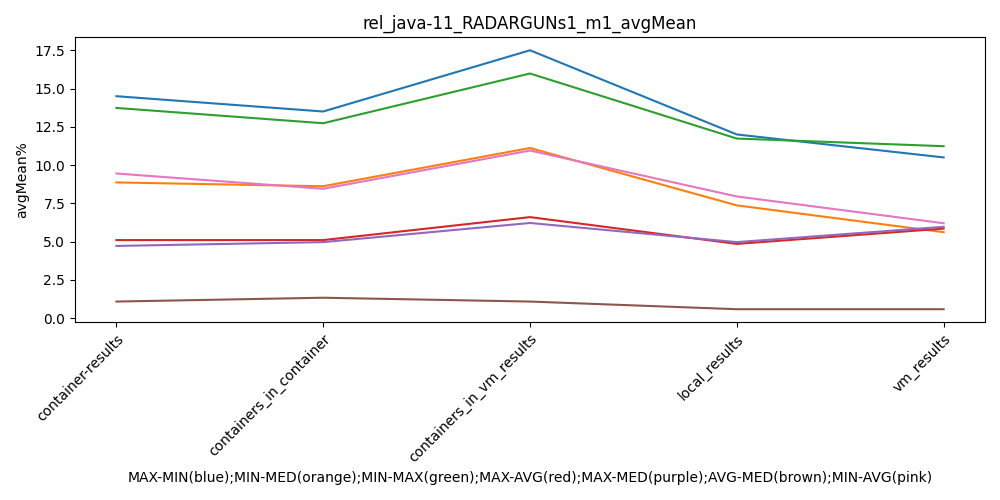 rel_java-11_RADARGUNs1_m1_avgMean
avgMean%
17.5
15.0
12.5
10.0
7.5
5.0
2.5
0.0
container-results
containers_in_container
containers_in_vm_results
local_results
vm_results
MAX-MIN(blue);MIN-MED(orange);MIN-MAX(green);MAX-AVG(red);MAX-MED(purple);AVG-MED(brown);MIN-AVG(pink)